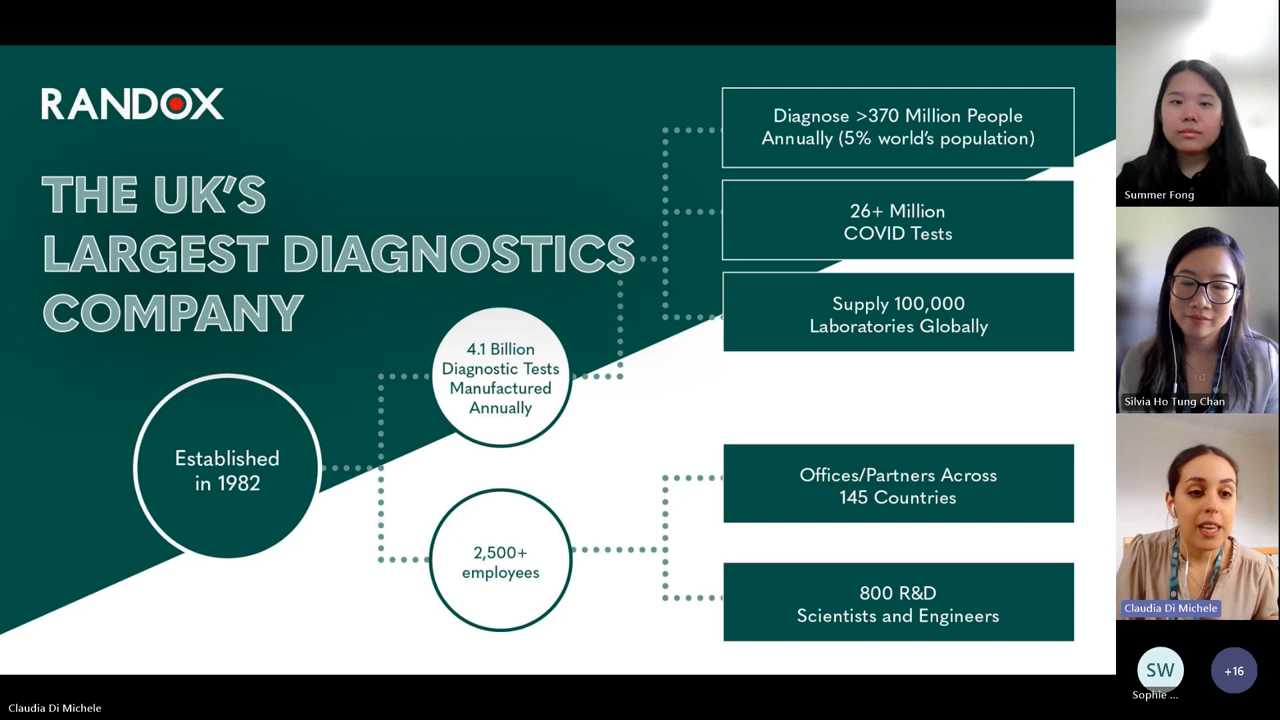 RANDOX
THE UK'S
LARGEST DIAGNOSTICS
COMPANY
Established
in 1982
4.1 Billion
Diagnostic Tests
Manufactured
Annually
2,500+
employees
Diagnose >370 Million People
Annually (5% world's population)
26+ Million
COVID Tests
Supply 100,000
Laboratories Globally
Offices/Partners Across
145 Countries
800 R&D
Scientists and Engineers
Summer Fong
Silvia Ho Tung Chan
Claudia Di Michele
SW
Sophie ...
+16
Claudia Di Michele